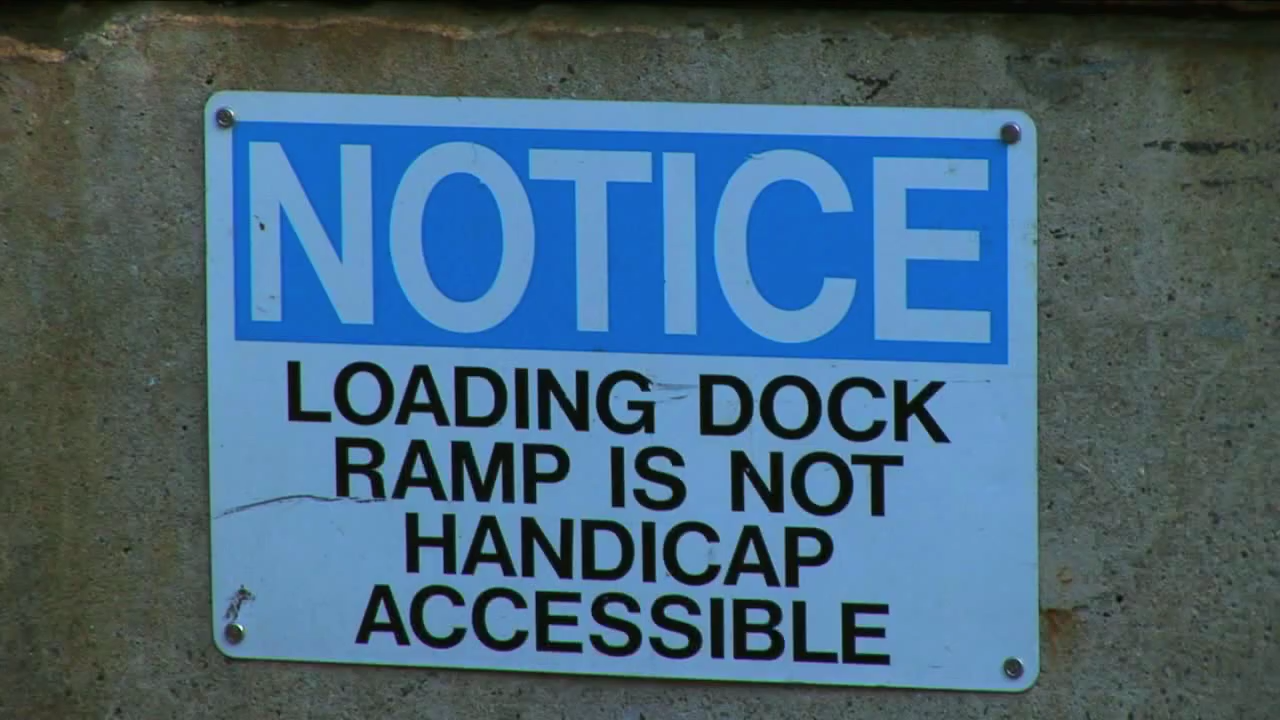 NOTICE
LOADING DOCK
RAMP IS NOT
HANDICAP
ACCESSIBLE